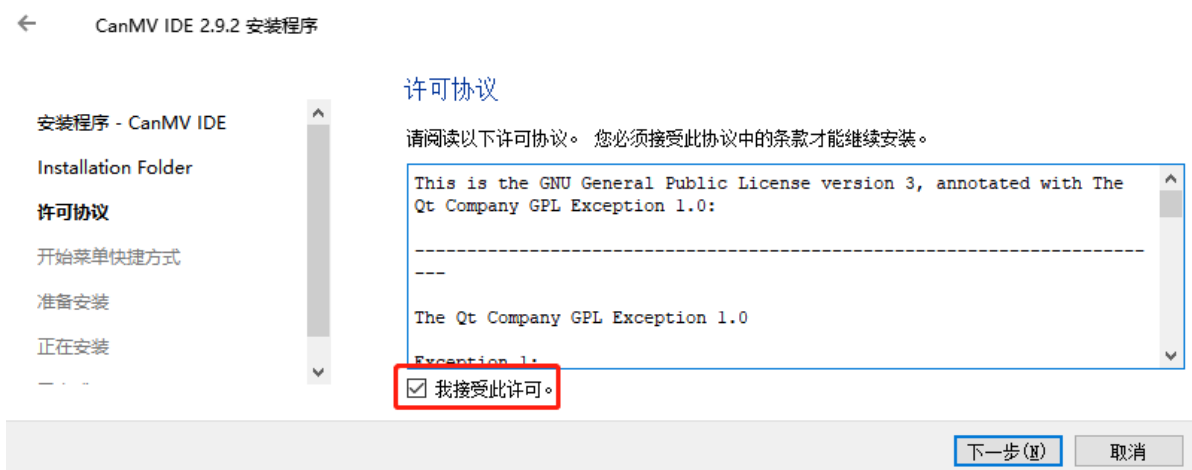 CanMV IDE 2.9.2 安装程序
安装程序 - CanMV IDE
Installation Folder
许可协议
开始菜单快捷方式
准备安装
正在安装
许可协议
请阅读以下许可协议。 您必须接受此协议中的条款才能继续安装。
This is the GNU General Public License version 3, annotated with The
Qt Company GPL Exception 1.0:
-------------------------------------------------------------------------
---
The Qt Company GPL Exception 1.0
Exception 1:
我接受此许可。
下一步(N)
取消